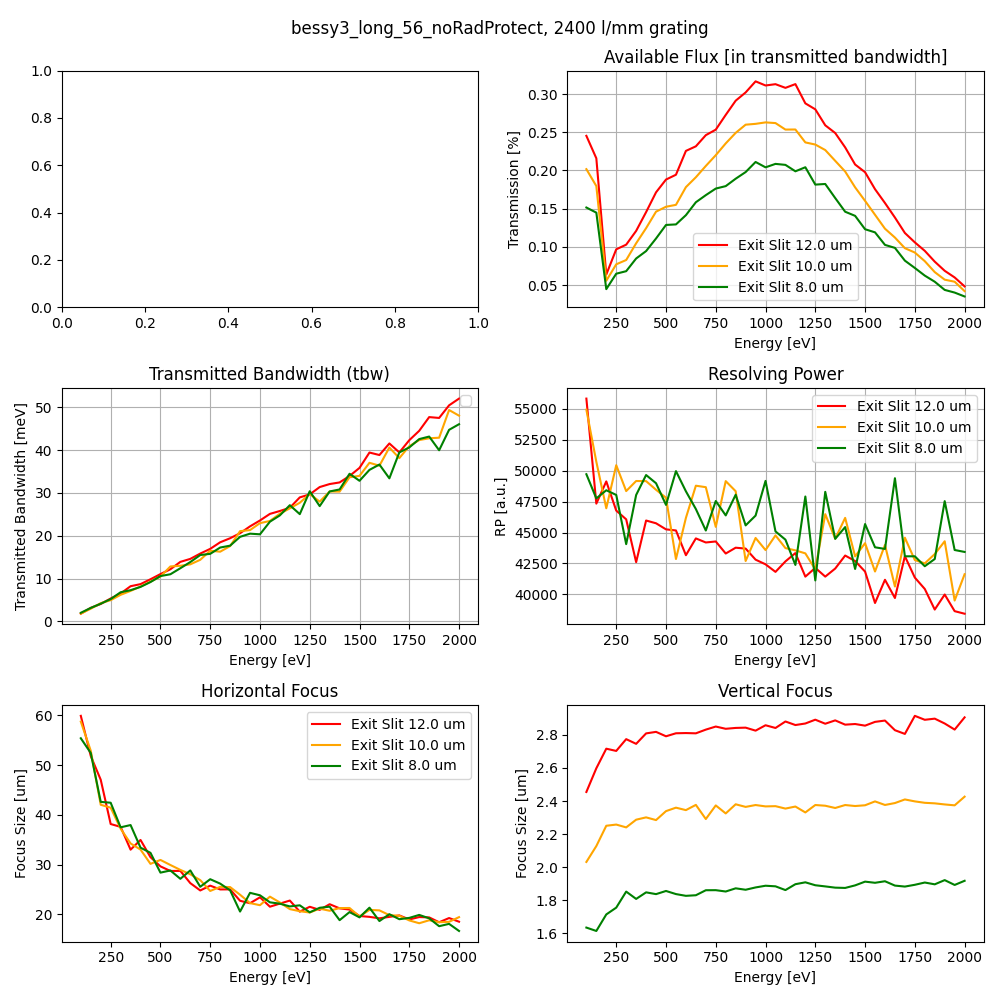 bessy3_long_56_noRadProtect, 2400 l/mm grating
1.0
0.8
0.6
0.4
0.2
0.0
0.0 0.2 0.4 0.6 0.8 1.0
Available Flux [in transmitted bandwidth]
Transmission [%]
0.30
0.25
0.20
0.15
0.10
0.05
Exit Slit 12.0 um
Exit Slit 10.0 um
Exit Slit 8.0 um
250 500 750 1000 1250 1500 1750 2000
Energy [eV]
Transmitted Bandwidth (tbw)
Transmitted Bandwidth [meV]
50
40
30
20
10
0
250 500 750 1000 1250 1500 1750 2000
Energy [eV]
Resolving Power
RP [a.u.]
55000
52500
50000
47500
45000
42500
40000
Exit Slit 12.0 um
Exit Slit 10.0 um
Exit Slit 8.0 um
250 500 750 1000 1250 1500 1750 2000
Energy [eV]
Horizontal Focus
Focus Size [um]
60
50
40
30
20
Exit Slit 12.0 um
Exit Slit 10.0 um
Exit Slit 8.0 um
250 500 750 1000 1250 1500 1750 2000
Energy [eV]
Vertical Focus
Focus Size [um]
2.8
2.6
2.4
2.2
2.0
1.8
1.6
250 500 750 1000 1250 1500 1750 2000
Energy [eV]